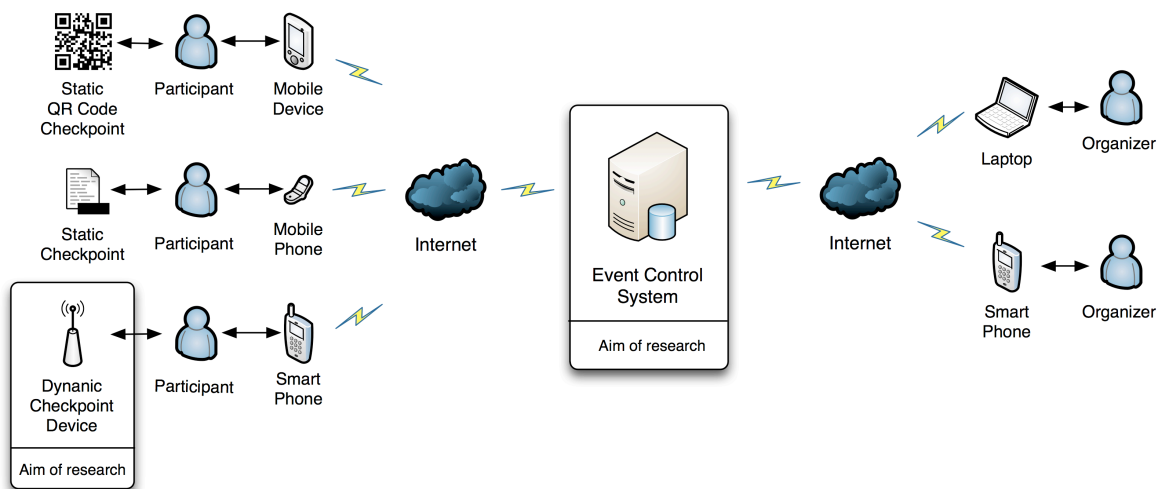 Static
QR Code
Checkpoint
Participant
Mobile
Device
Static
Checkpoint
Participant
Mobile
Phone
Dynanic
Checkpoint
Device
Aim of research
Participant
Smart
Phone
Internet
Event Control
System
Aim of research
Internet
Laptop
Organizer
Smart
Phone
Organizer